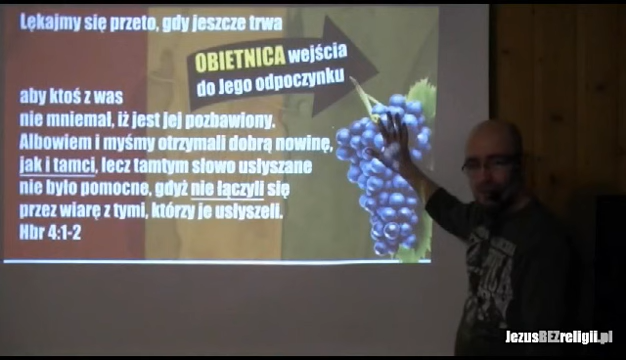 Lękajmy się przeto, gdy jeszcze trwa
OBIETNICA wejścia
do Jego odpoczynku
aby ktoś z was
nie mniemał, iż jest jej pozbawiony.
Albowiem i myśmy otrzymali dobrą nowinę,
jak i tamci, lecz tamtym słowo usłyszane
nie było pomocne, gdyż nie łączyli się
przez wiarę z tymi, którzy je usłyszeli.
Hbr 4:1-2
JezusBEZreligii.pl